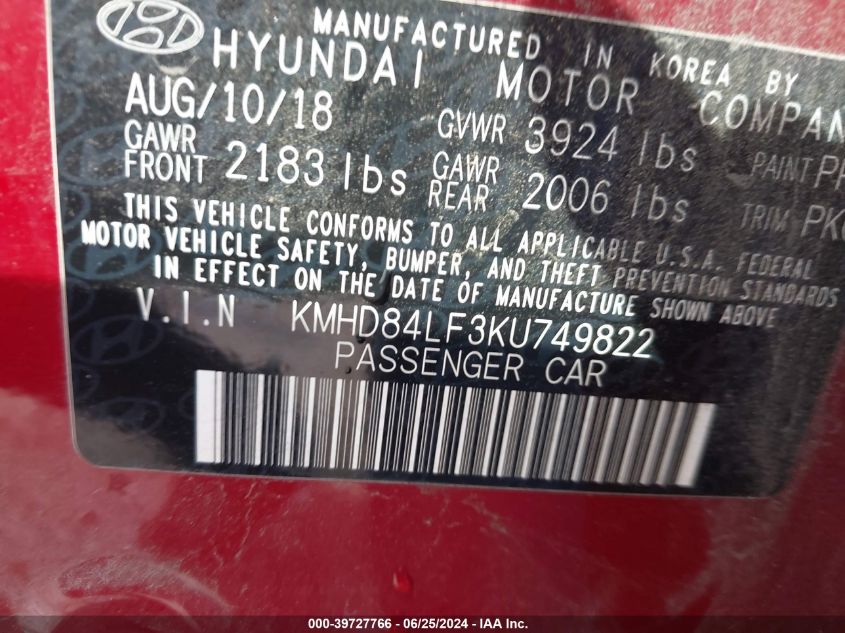 MANUFACTURED IN KOREA BY
HYUNDAI MOTOR COMPAN
AUG/10/18 GVWR 3924 lbs PAINT
GAWR FRONT 2183 lbs GAWR REAR 2006 lbs TRIM
THIS VEHICLE CONFORMS TO ALL APPLICABLE U.S.A. FEDERAL
MOTOR VEHICLE SAFETY, BUMPER, AND THEFT PREVENTION STANDARDS
IN EFFECT ON THE DATE OF MANUFACTURE SHOWN ABOVE
V.I.N KMHD84LF3KU749822
PASSENGER CAR
000-39727766 - 06/25/2024 - IAAI.com